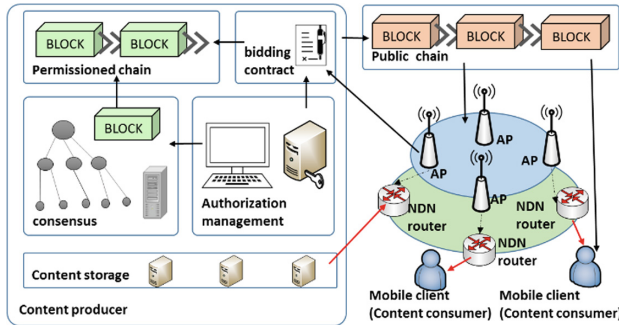 BLOCK
BLOCK
Permissioned chain
bidding
contract
BLOCK
BLOCK
BLOCK
Public chain
BLOCK
consensus
Authorization
management
AP
AP
AP
AP
NDN
router
NDN
router
NDN
router
Content storage
Content producer
Mobile client
(Content consumer)
Mobile client
(Content consumer)